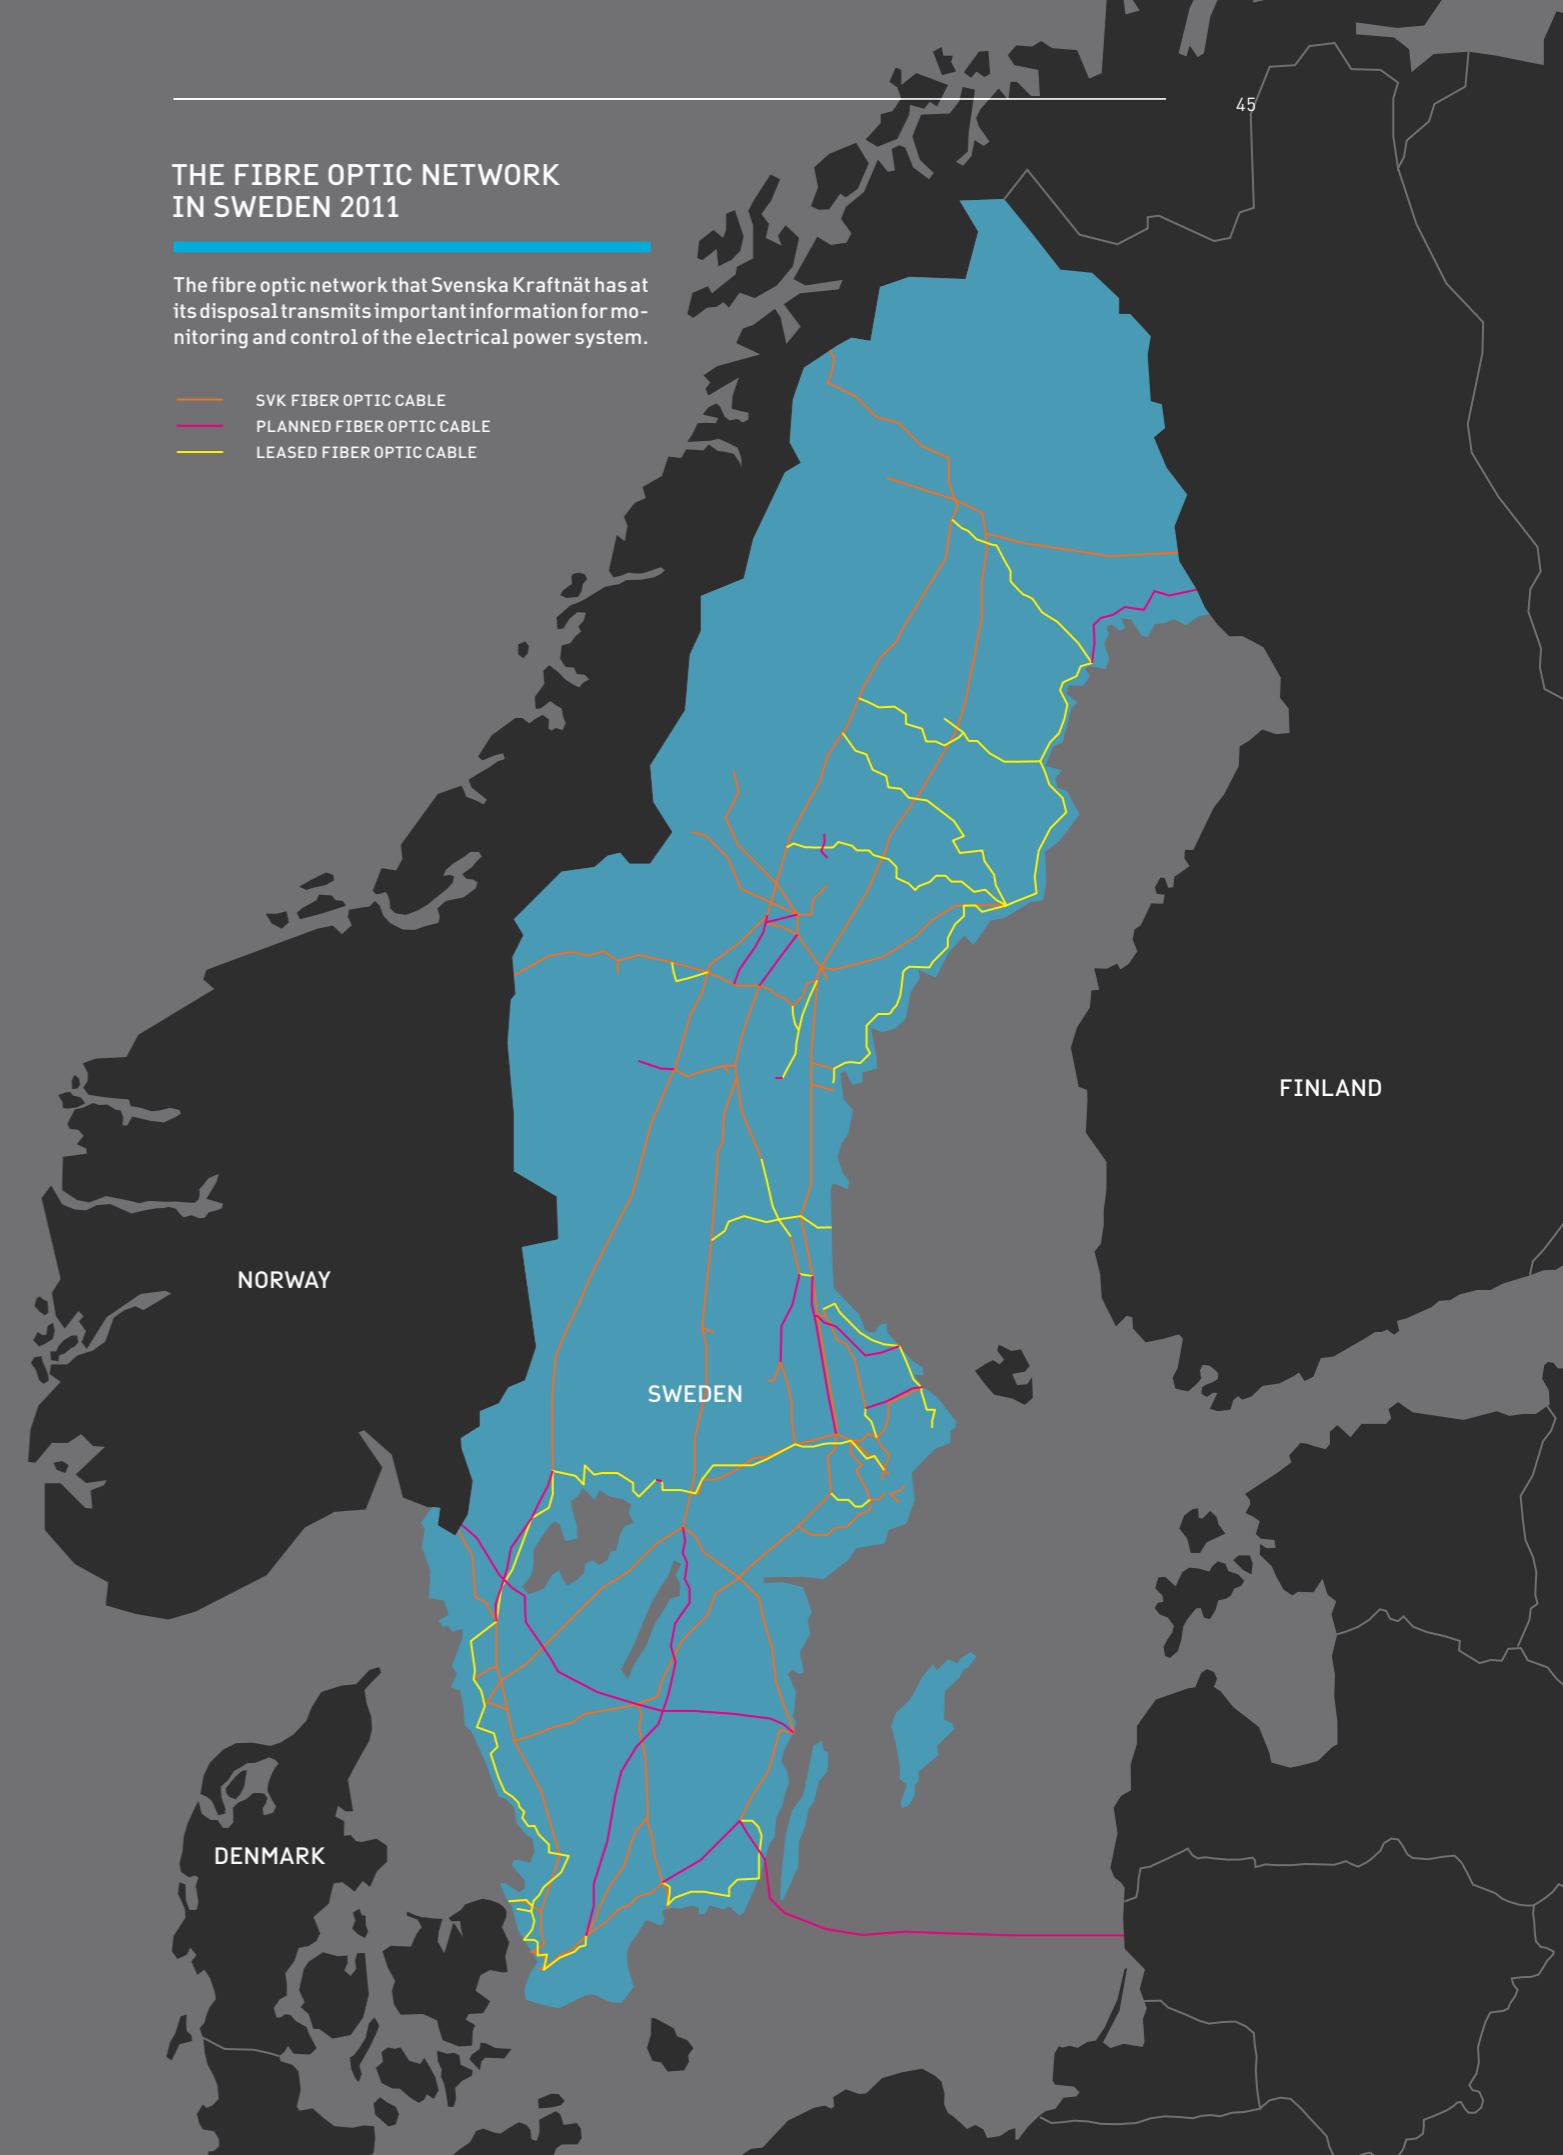 45
THE FIBRE OPTIC NETWORK
IN SWEDEN 2011
The fibre optic network that Svenska Kraftnät has at
its disposal transmits important information for mo-
nitoring and control of the electrical power system.
SVK FIBER OPTIC CABLE
PLANNED FIBER OPTIC CABLE
LEASED FIBER OPTIC CABLE
FINLAND
NORWAY
SWEDEN
DENMARK